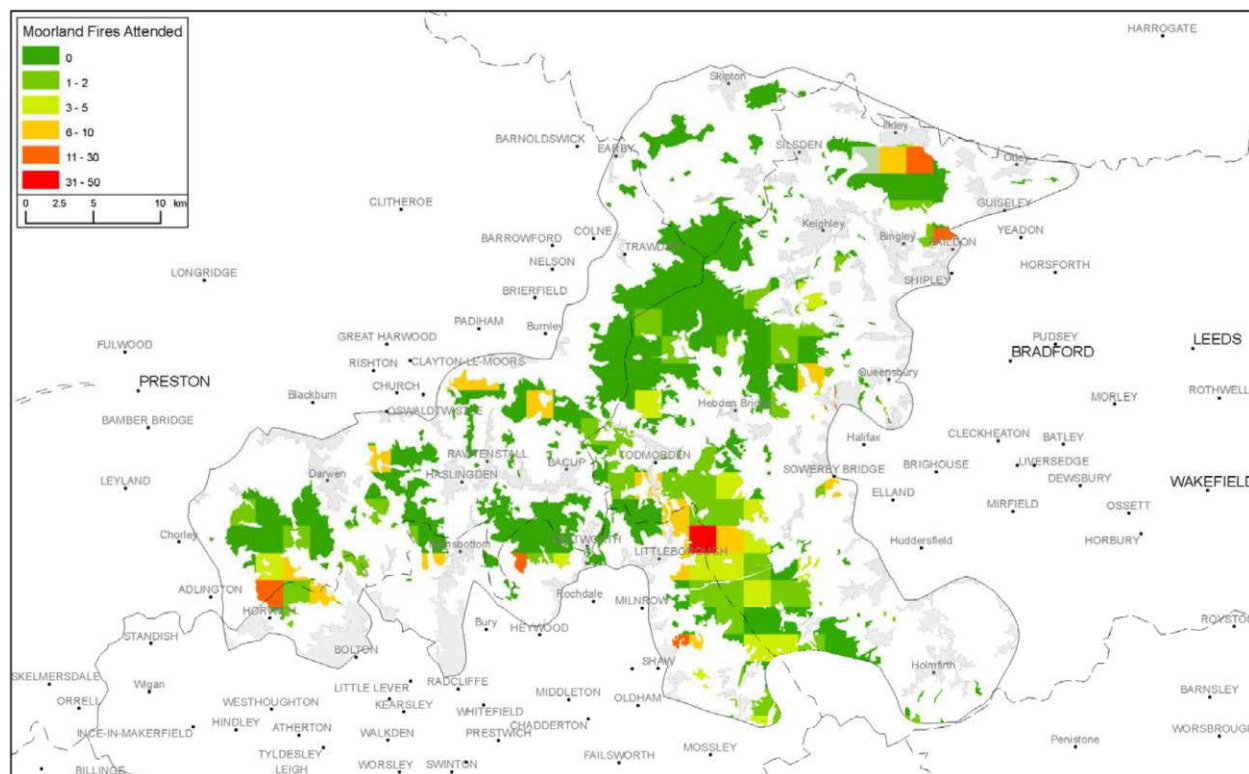 Moorland Fires Attended
0
1 - 2
3 - 5
6 - 10
11 - 30
31 - 50
0 2.5 5 10 km
HARROGATE
Skipton
BARNOLDSWICK
EARBY
SILSDEN
Ilkley
Otley
CLITHEROE
GUISELEY
Keighley
Bingley
YEADON
BARROWFORD
COLNE
BAILDON
NELSON
LONGRIDGE
SHIPLEY
HORSFORTH
BRIERFIELD
PADIHAM
Burnley
GREAT HARWOOD
FULWOOD
PUDSEY
LEEDS
RISHTON
CLAYTON-LE-MOORS
BRADFORD
PRESTON
CHURCH
Queensbury
Blackburn
ROTHWELL
MORLEY
OSWALDTWISTLE
Hebden Bridge
BAMBER BRIDGE
Halifax
CLECKHEATON
BATLEY
RAWTENSTALL
BACUP
TODMORDEN
LIVERSEDGE
Darwen
HASLINGDEN
SOWERBY BRIDGE
BRIGHOUSE
DEWSBURY
LEYLAND
WAKEFIELD
ELLAND
MIRFIELD
OSSETT
Chorley
Huddersfield
HORBURY
LITTLEBOROUGH
ADLINGTON
HORWICH
Rochdale
MILNROW
Bury
HEYWOOD
ROYSTON
STANDISH
BOLTON
SHAW
Holmfirth
SKELMERSDALE
Wigan
LITTLE LEVER
RADCLIFFE
MIDDLETON
OLDHAM
BARNSLEY
ORRELL
WESTHOUGHTON
KEARSLEY
WHITEFIELD
CHADDERTON
HINDLEY
ATHERTON
INCE-IN-MAKERFIELD
WALKDEN
PRESTWICH
WORSBROUGH
Penistone
TYLDESLEY
MOSSLEY
FAILSWORTH
LEIGH
WORSLEY
SWINTON
BILLINGE